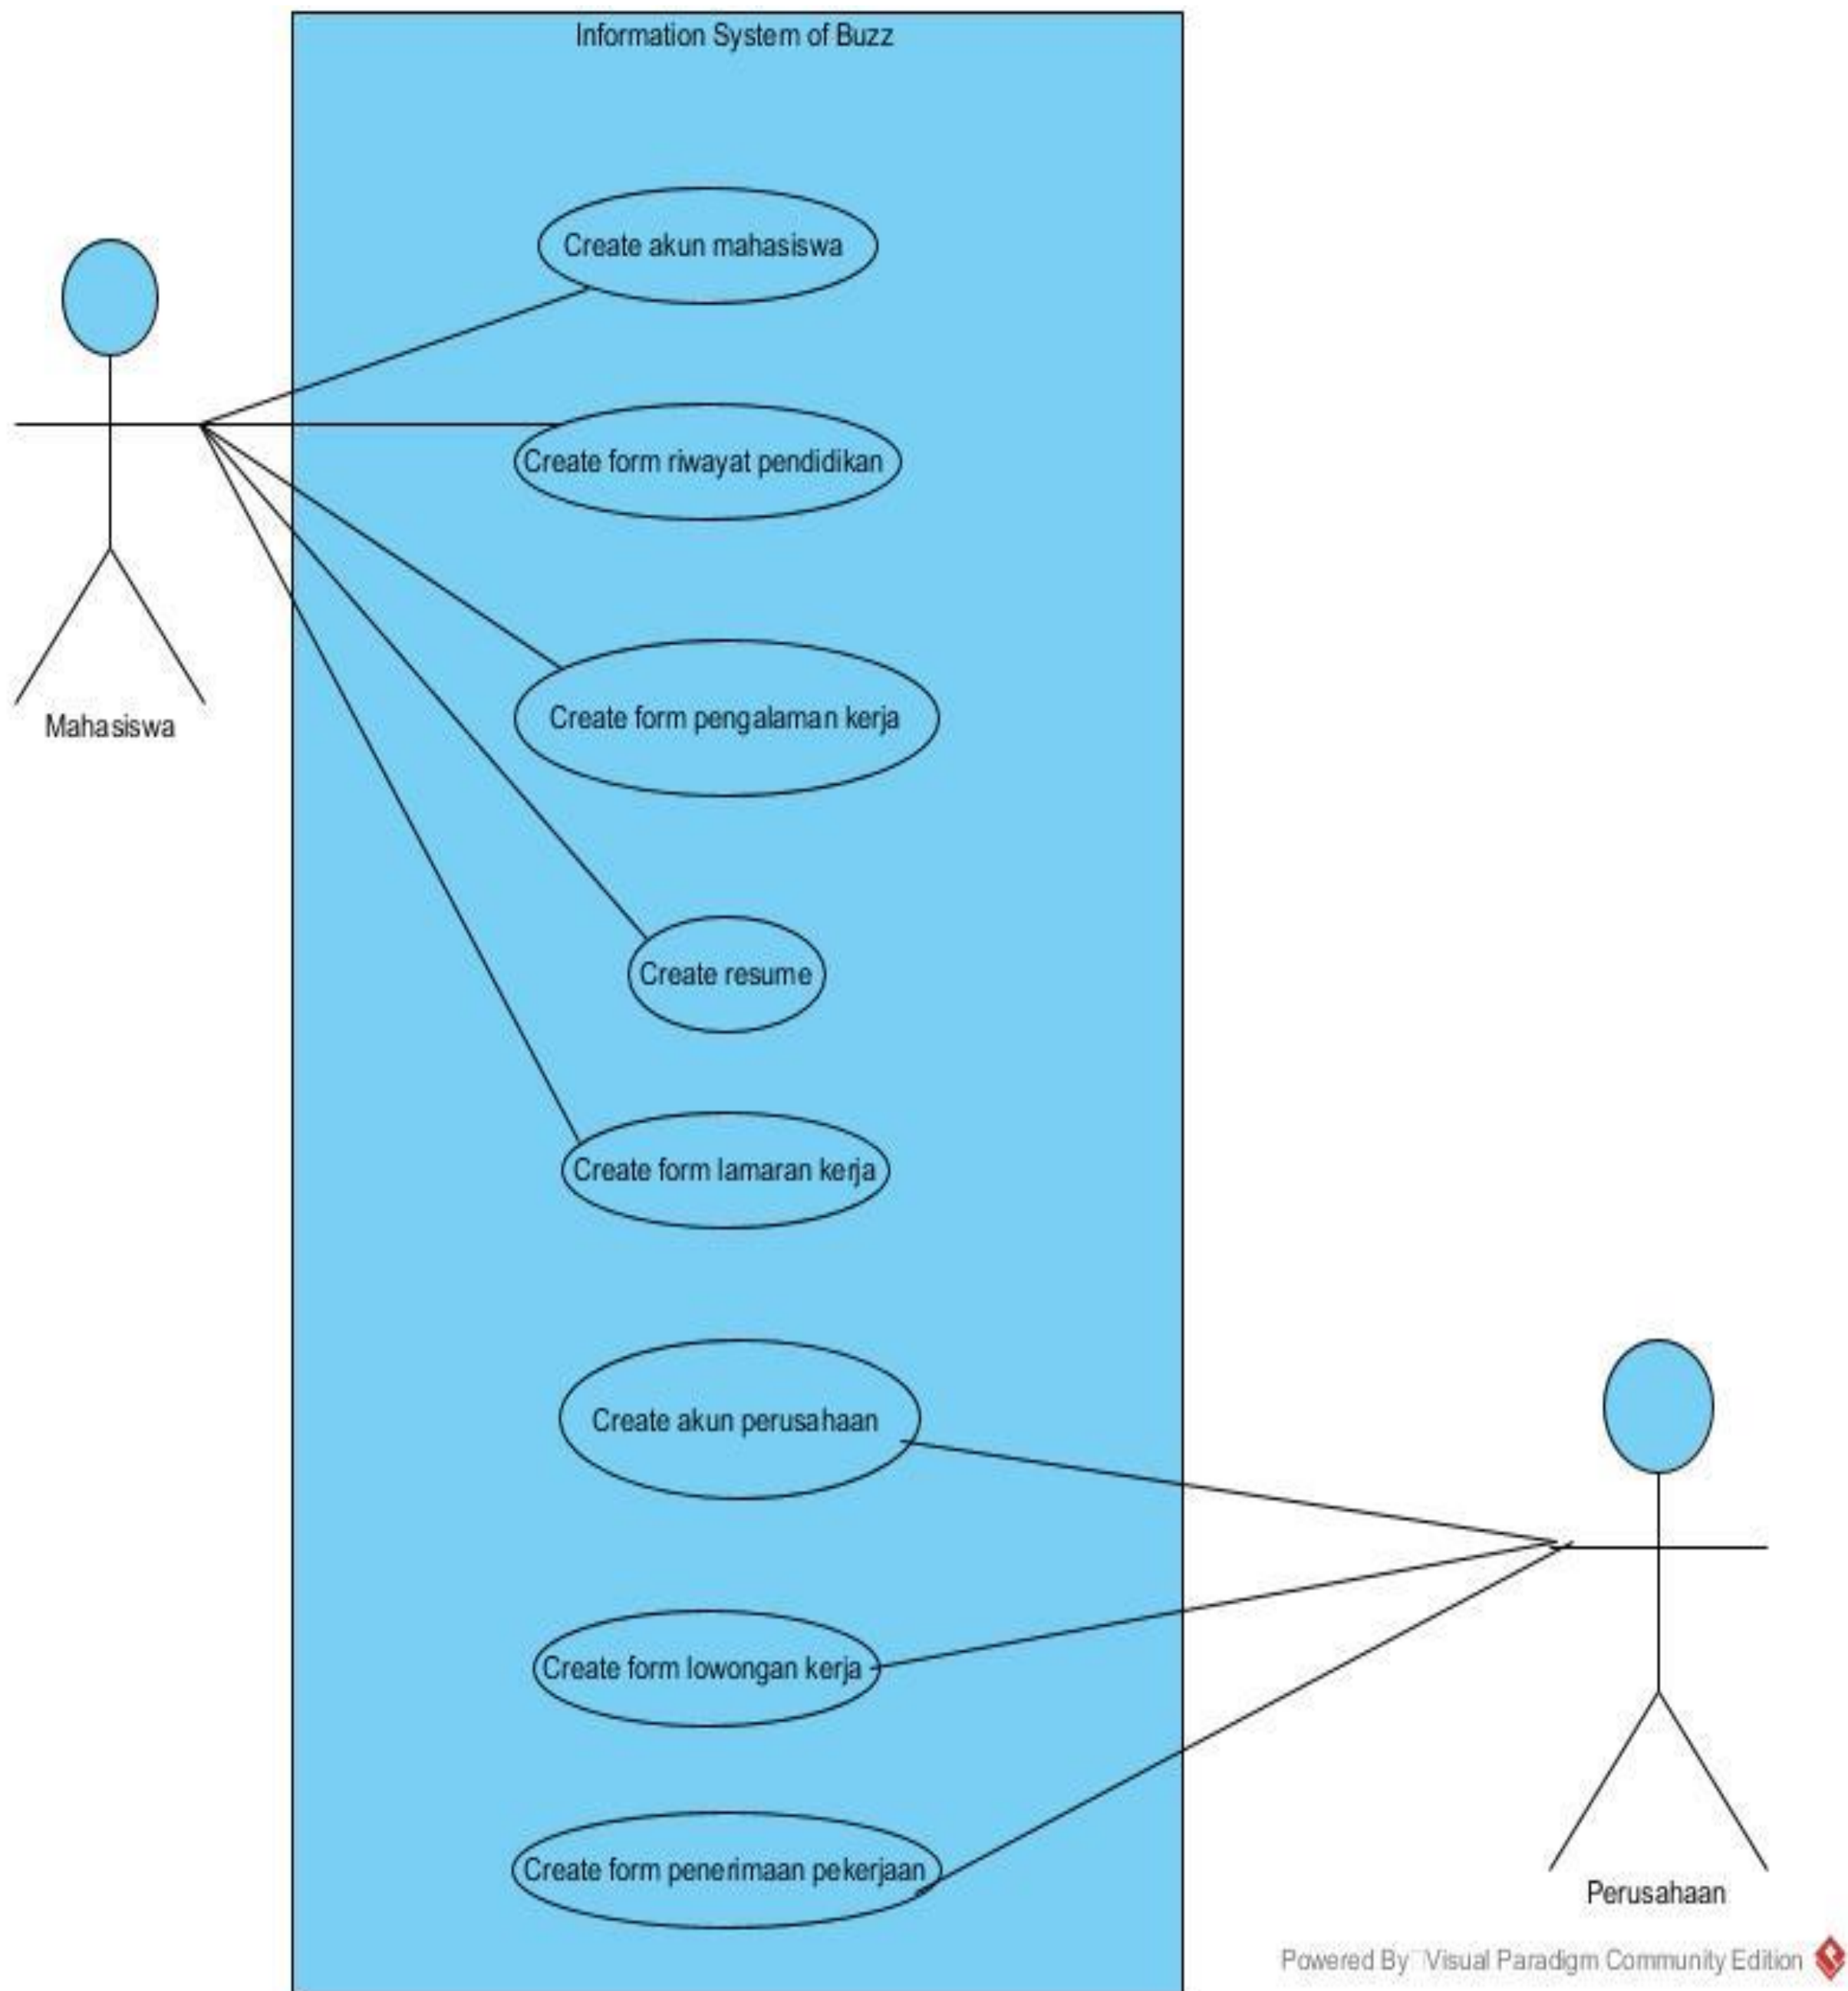 Information System of Buzz
Create akun mahasiswa
Create form riwayat pendidikan
Create form pengalaman kerja
Mahasiswa
Create resume
Create form lamaran kerja
Create akun perusahaan
Create form lowongan kerja
Create form penerimaan pekerjaan
Perusahaan
Powered By Visual Paradigm Community Edition